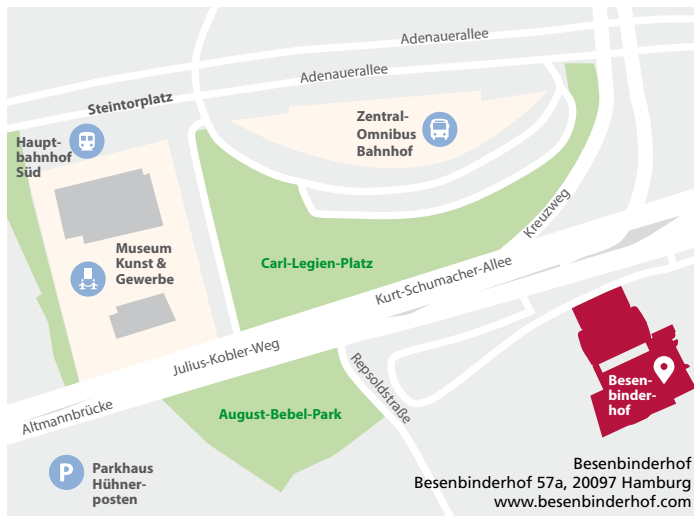 Adenauerallee
Adenauerallee
Steintorplatz
Zentral-
Omnibus
Bahnhof
Haupt-
bahnhof
Süd
Kreuzweg
Museum
Kunst &
Gewerbe
Carl-Legien-Platz
Kurt-Schumacher-Allee
Julius-Kobler-Weg
Repsoldstraße
Besen-
binder-
hof
Altmannbrücke
August-Bebel-Park
P
Parkhaus
Hühner-
posten
Besenbinderhof
Besenbinderhof 57a, 20097 Hamburg
www.besenbinderhof.com